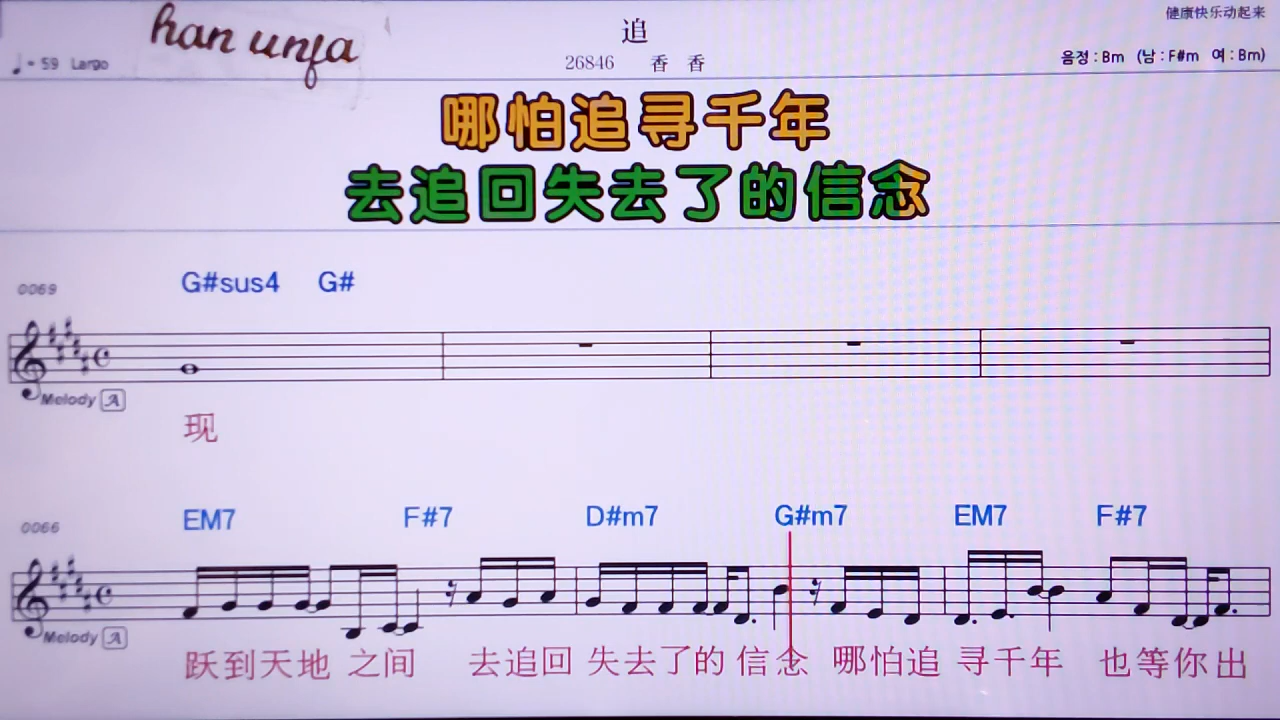 健康快乐动起来
han unfa
追
♩= 59 Largo
26846 香 香
음정 : Bm (남 : F#m 여 : Bm)
哪怕追寻千年
去追回失去了的信念
G#sus4 G#
0069
Melody A
现
EM7 F#7 D#m7 G#m7 EM7 F#7
0066
Melody A
跃到天地 之间 去追回 失去了的 信念 哪怕追 寻千年 也等你出